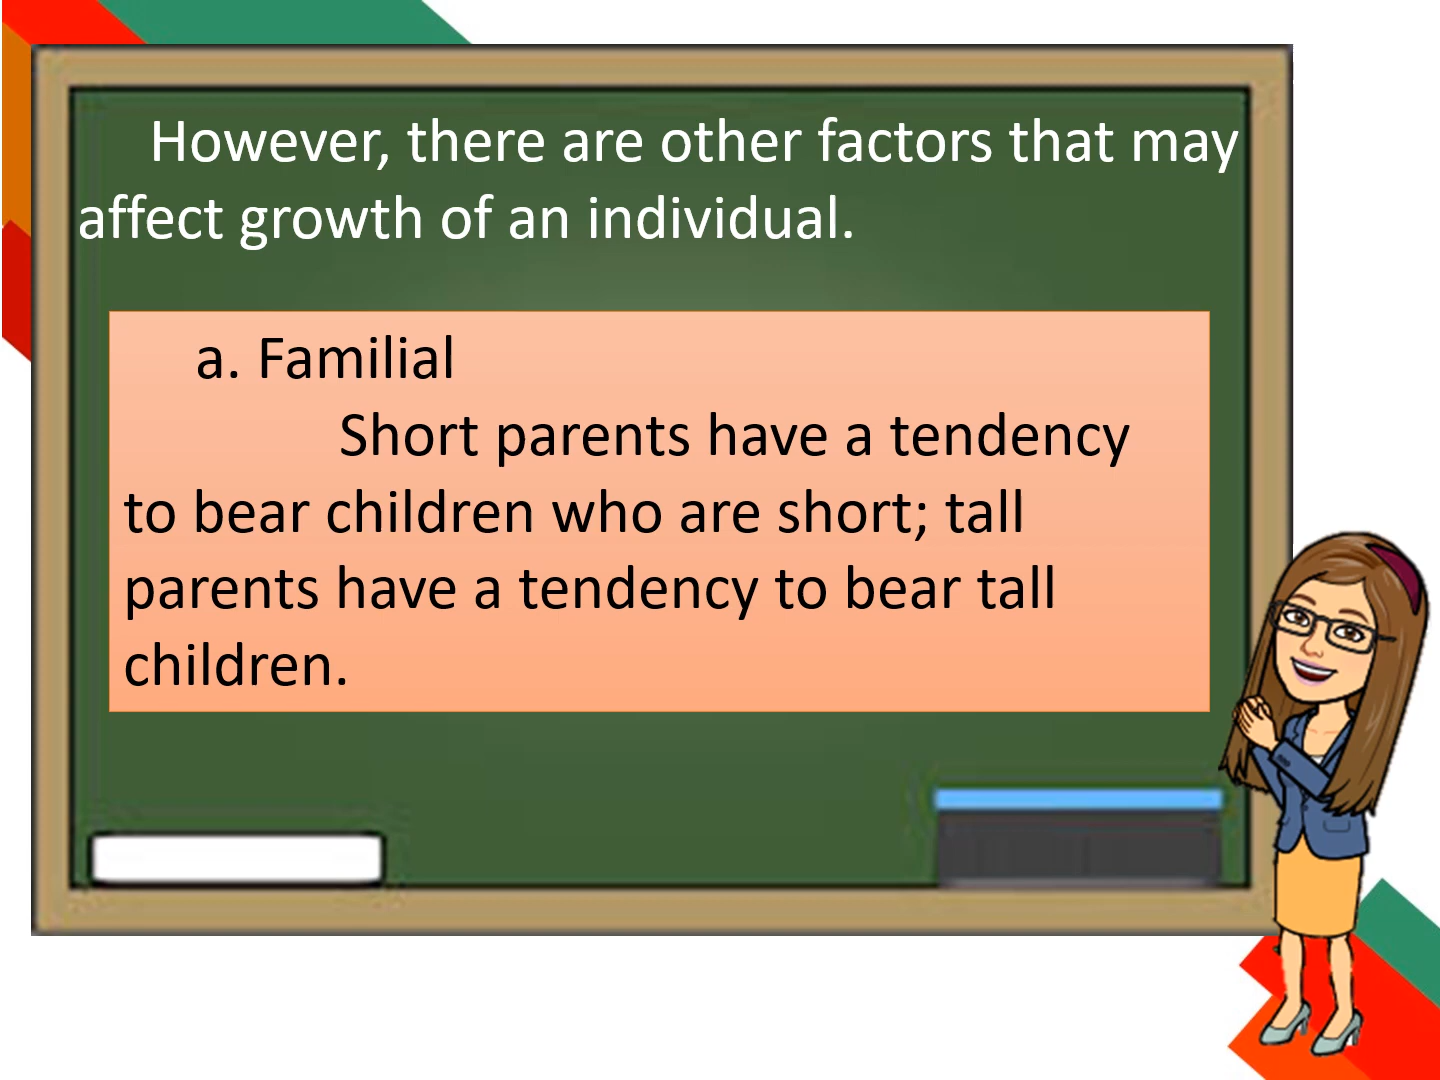 However, there are other factors that may
affect growth of an individual.
a. Familial
Short parents have a tendency
to bear children who are short; tall
parents have a tendency to bear tall
children.